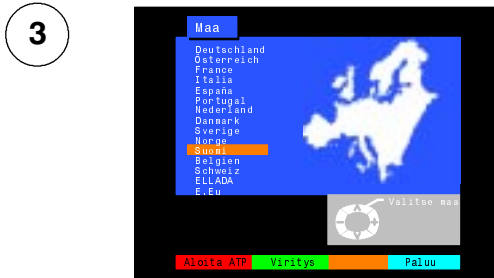 3
Maa
Deutschland
Österreich
France
Italia
España
Portugal
Nederland
Danmark
Sverige
Norge
Suomi
Belgien
Schweiz
ELLADA
E.Eu
Valitse maa
Aloita ATP Viritys Paluu